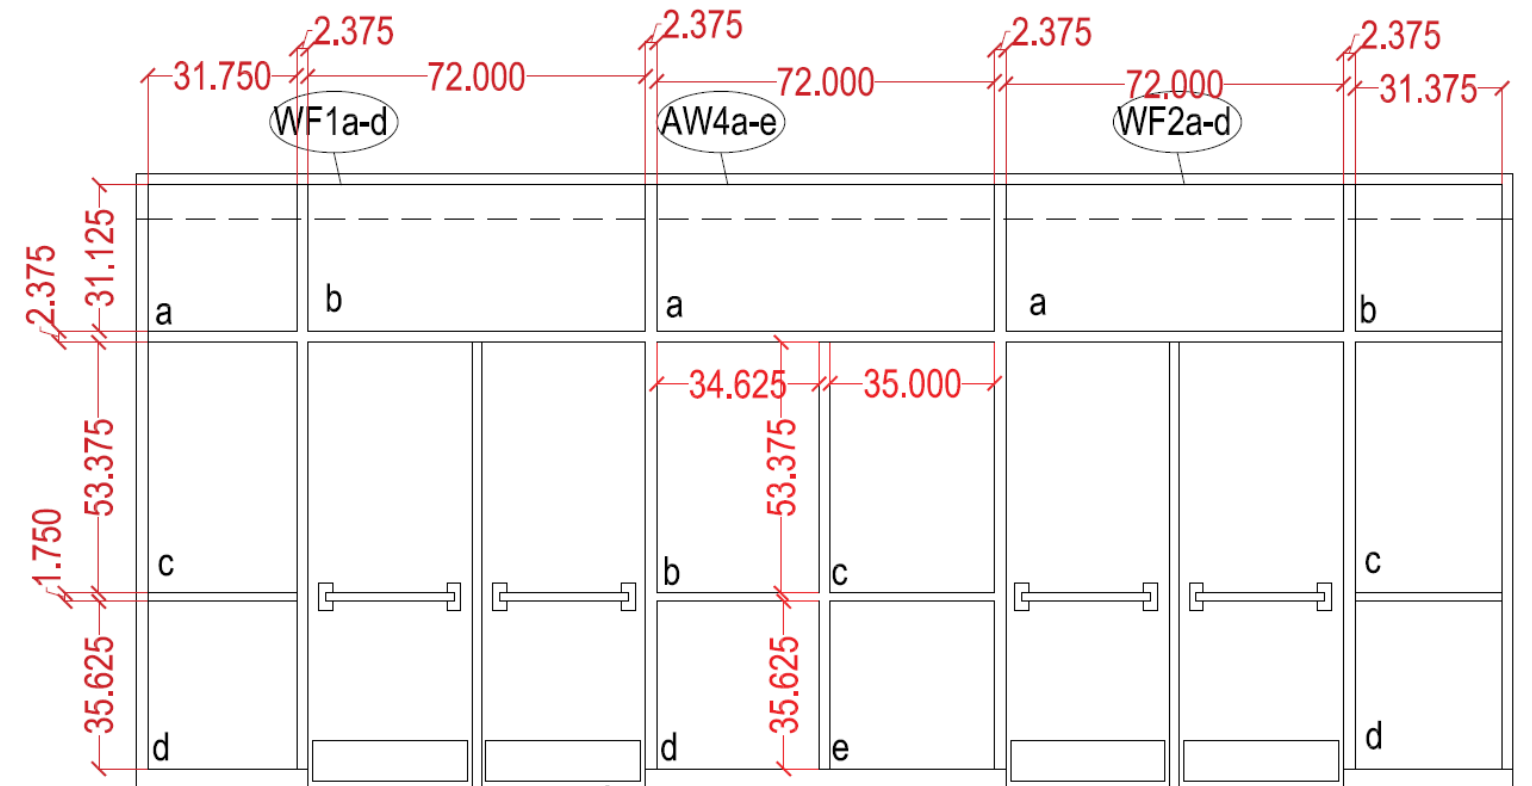 2.375 2.375 2.375 2.375
31.750 72.000 72.000 72.000 31.375
WF1a-d AW4a-e WF2a-d
2.375
31.125
a b a a b
34.625 35.000
53.375 53.375
1.750
c b c c
35.625 35.625
d d e d